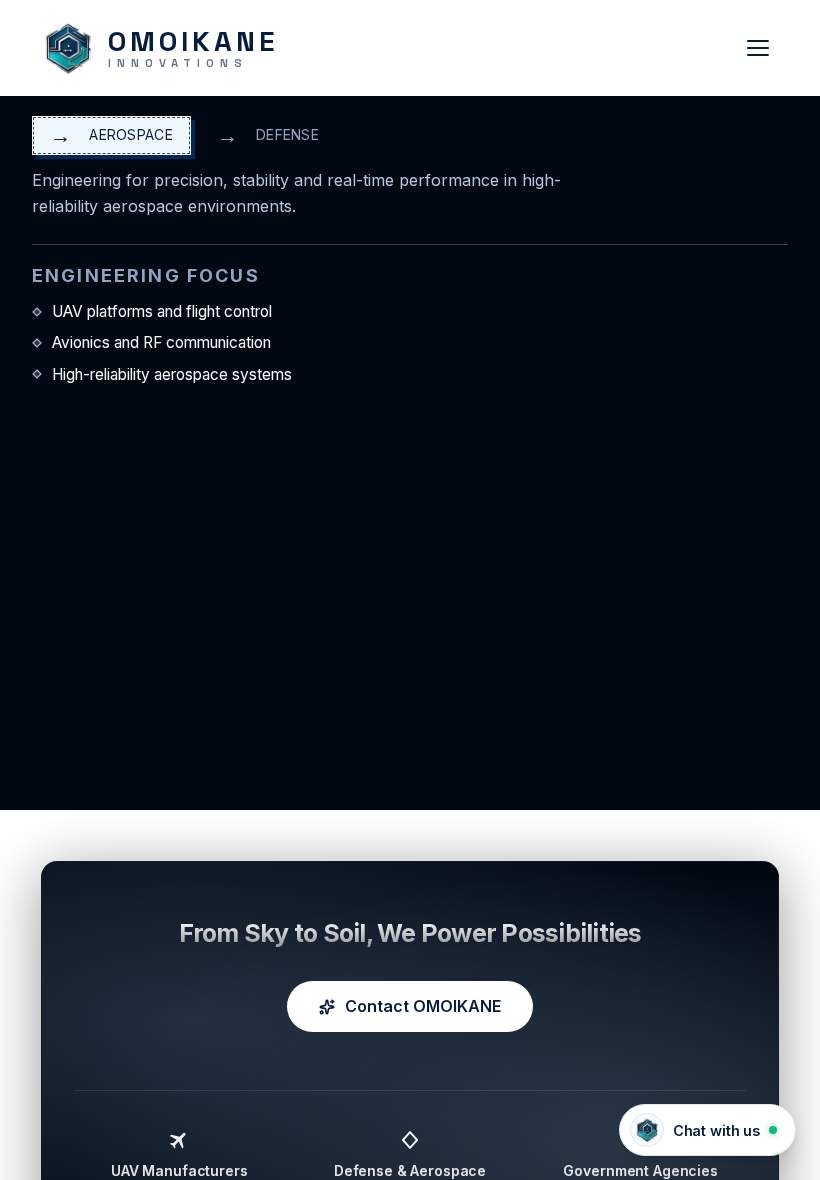 OMOIKANE
INNOVATIONS
→ AEROSPACE → DEFENSE
Engineering for precision, stability and real-time performance in high-
reliability aerospace environments.
ENGINEERING FOCUS
UAV platforms and flight control
Avionics and RF communication
High-reliability aerospace systems
From Sky to Soil, We Power Possibilities
Contact OMOIKANE
Chat with us
UAV Manufacturers Defense & Aerospace Government Agencies